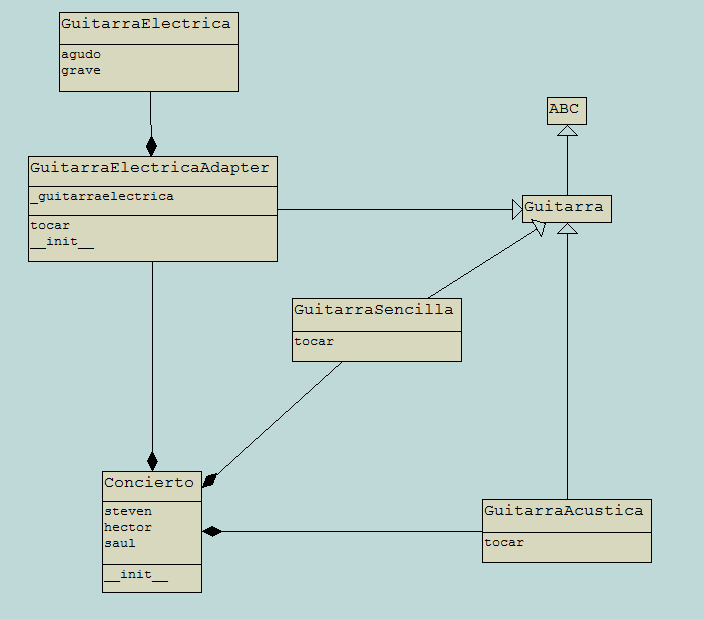 GuitarraElectrica
agudo
grave
ABC
GuitarraElectricaAdapter
_guitarraelectrica
tocar
__init__
Guitarra
GuitarraSencilla
tocar
Concierto
steven
hector
saul
__init__
GuitarraAcustica
tocar